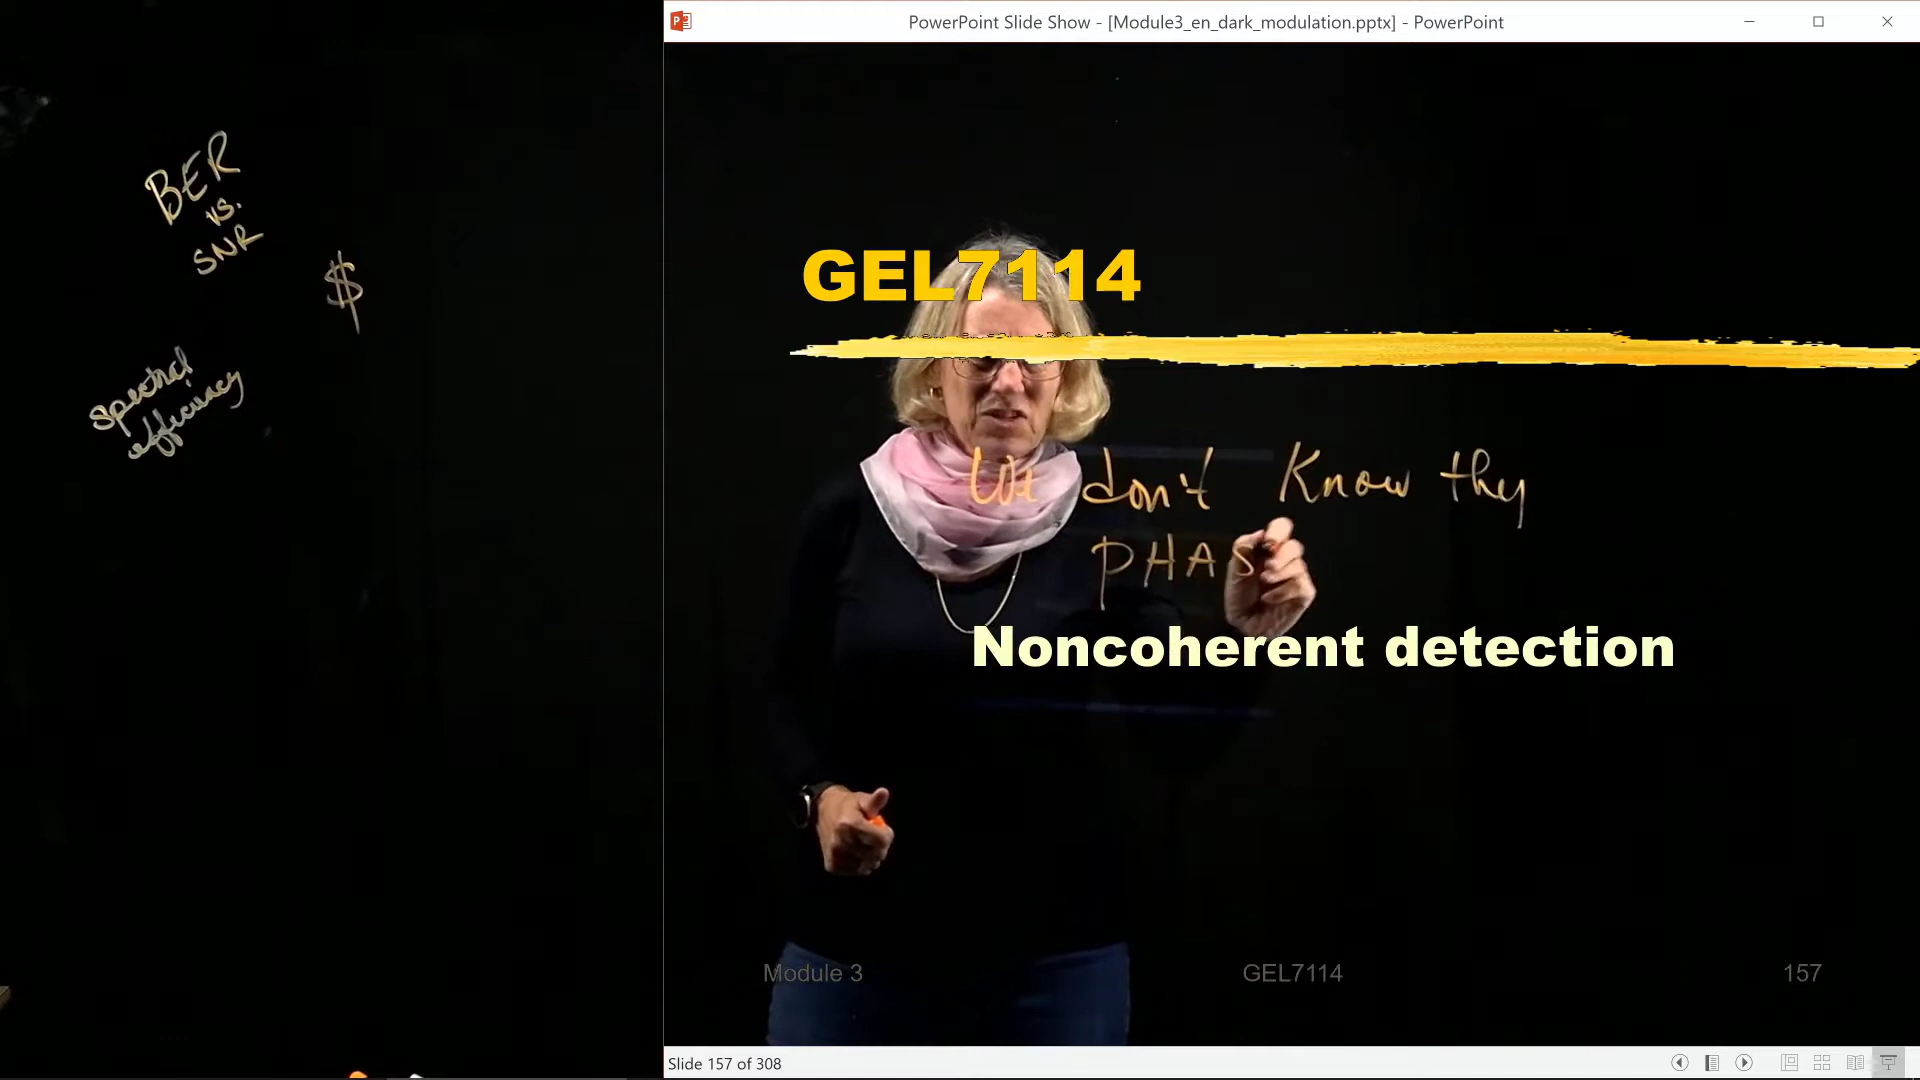 PowerPoint Slide Show - [Module3_en_dark_modulation.pptx] - PowerPoint
BER
vs.
SNR
$
spectral
efficiency
GEL7114
We don't know thy
PHAS
Noncoherent detection
Module 3
GEL7114
157
Slide 157 of 308